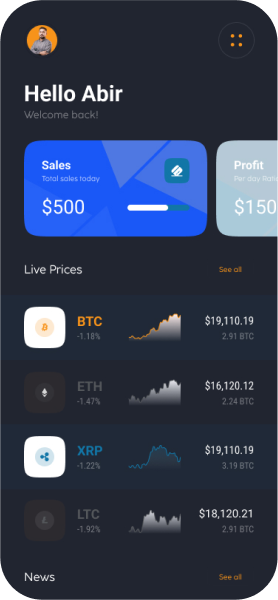 Hello Abir
Welcome back!
Sales
Total sales today
$500
Profit
Per day
$150
Live Prices
See all
BTC
-1.18%
$19,110.19
2.91 BTC
ETH
-1.47%
$16,120.12
2.24 BTC
XRP
-1.22%
$19,110.19
3.19 BTC
LTC
-1.92%
$18,120.21
2.91 BTC
News
See all